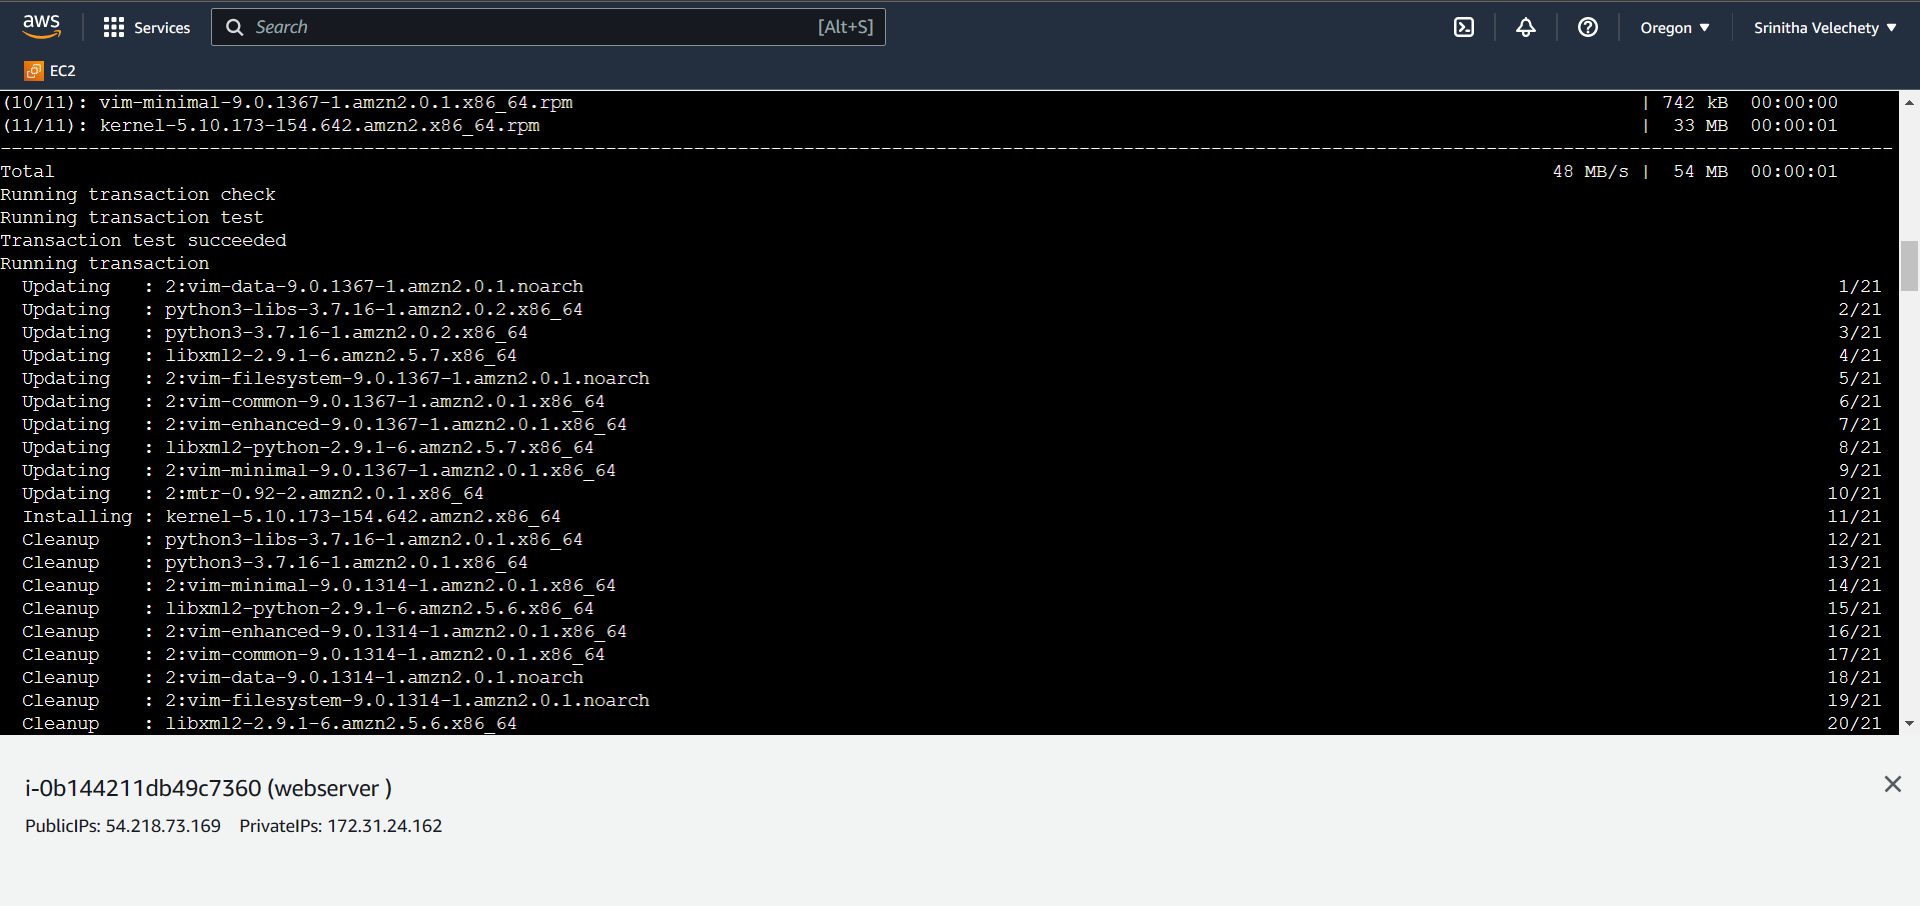 aws Services Search [Alt+S] Oregon Srinitha Velechety
EC2
(10/11): vim-minimal-9.0.1367-1.amzn2.0.1.x86_64.rpm | 742 kB 00:00:00
(11/11): kernel-5.10.173-154.642.amzn2.x86_64.rpm | 33 MB 00:00:01
Total 48 MB/s | 54 MB 00:00:01
Running transaction check
Running transaction test
Transaction test succeeded
Running transaction
Updating : 2:vim-data-9.0.1367-1.amzn2.0.1.noarch 1/21
Updating : python3-libs-3.7.16-1.amzn2.0.2.x86_64 2/21
Updating : python3-3.7.16-1.amzn2.0.2.x86_64 3/21
Updating : libxml2-2.9.1-6.amzn2.5.7.x86_64 4/21
Updating : 2:vim-filesystem-9.0.1367-1.amzn2.0.1.noarch 5/21
Updating : 2:vim-common-9.0.1367-1.amzn2.0.1.x86_64 6/21
Updating : 2:vim-enhanced-9.0.1367-1.amzn2.0.1.x86_64 7/21
Updating : libxml2-python-2.9.1-6.amzn2.5.7.x86_64 8/21
Updating : 2:vim-minimal-9.0.1367-1.amzn2.0.1.x86_64 9/21
Updating : 2:mtr-0.92-2.amzn2.0.1.x86_64 10/21
Installing : kernel-5.10.173-154.642.amzn2.x86_64 11/21
Cleanup : python3-libs-3.7.16-1.amzn2.0.1.x86_64 12/21
Cleanup : python3-3.7.16-1.amzn2.0.1.x86_64 13/21
Cleanup : 2:vim-minimal-9.0.1314-1.amzn2.0.1.x86_64 14/21
Cleanup : libxml2-python-2.9.1-6.amzn2.5.6.x86_64 15/21
Cleanup : 2:vim-enhanced-9.0.1314-1.amzn2.0.1.x86_64 16/21
Cleanup : 2:vim-common-9.0.1314-1.amzn2.0.1.x86_64 17/21
Cleanup : 2:vim-data-9.0.1314-1.amzn2.0.1.noarch 18/21
Cleanup : 2:vim-filesystem-9.0.1314-1.amzn2.0.1.noarch 19/21
Cleanup : libxml2-2.9.1-6.amzn2.5.6.x86_64 20/21
i-0b144211db49c7360 (webserver )
PublicIPs: 54.218.73.169 PrivateIPs: 172.31.24.162